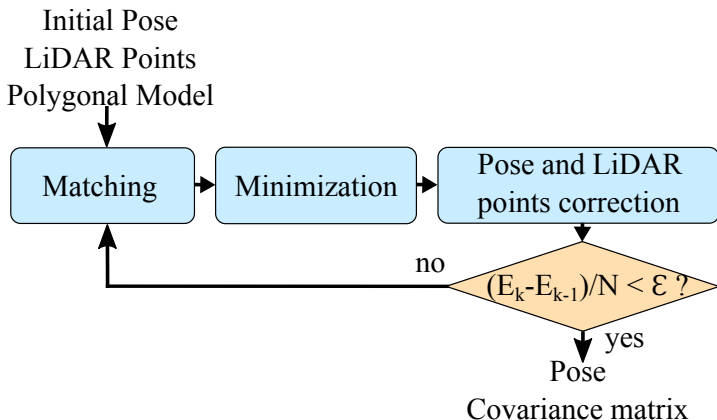 Initial Pose
LiDAR Points
Polygonal Model
Matching
Minimization
Pose and LiDAR
points correction
no
(Eₖ-Eₖ₋₁)/N < Ɛ ?
yes
Pose
Covariance matrix